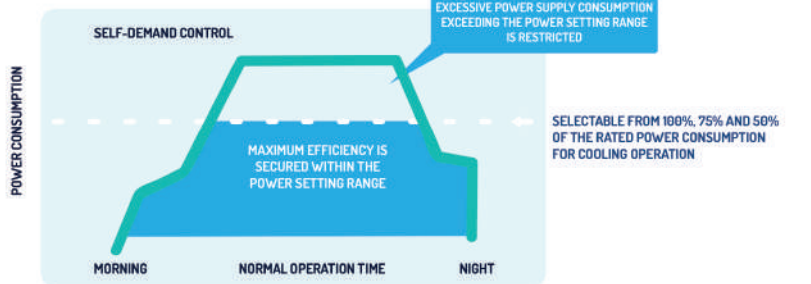 EXCESSIVE POWER SUPPLY CONSUMPTION
EXCEEDING THE POWER SETTING RANGE
IS RESTRICTED
SELF-DEMAND CONTROL
POWER CONSUMPTION
SELECTABLE FROM 100%, 75% AND 50%
OF THE RATED POWER CONSUMPTION
FOR COOLING OPERATION
MAXIMUM EFFICIENCY IS
SECURED WITHIN THE
POWER SETTING RANGE
MORNING
NORMAL OPERATION TIME
NIGHT